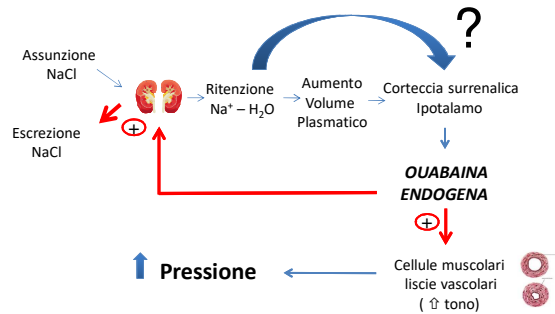 ?
Assunzione
NaCl
Ritenzione
Na⁺ – H₂O
Aumento
Volume
Plasmatico
Corticcia surrenalica
Ipotalamo
Escrezione
NaCl
+
OUABAINA
ENDOGENA
+
Pressione
Cellule muscolari
liscie vascolari
( ⇧ tono)